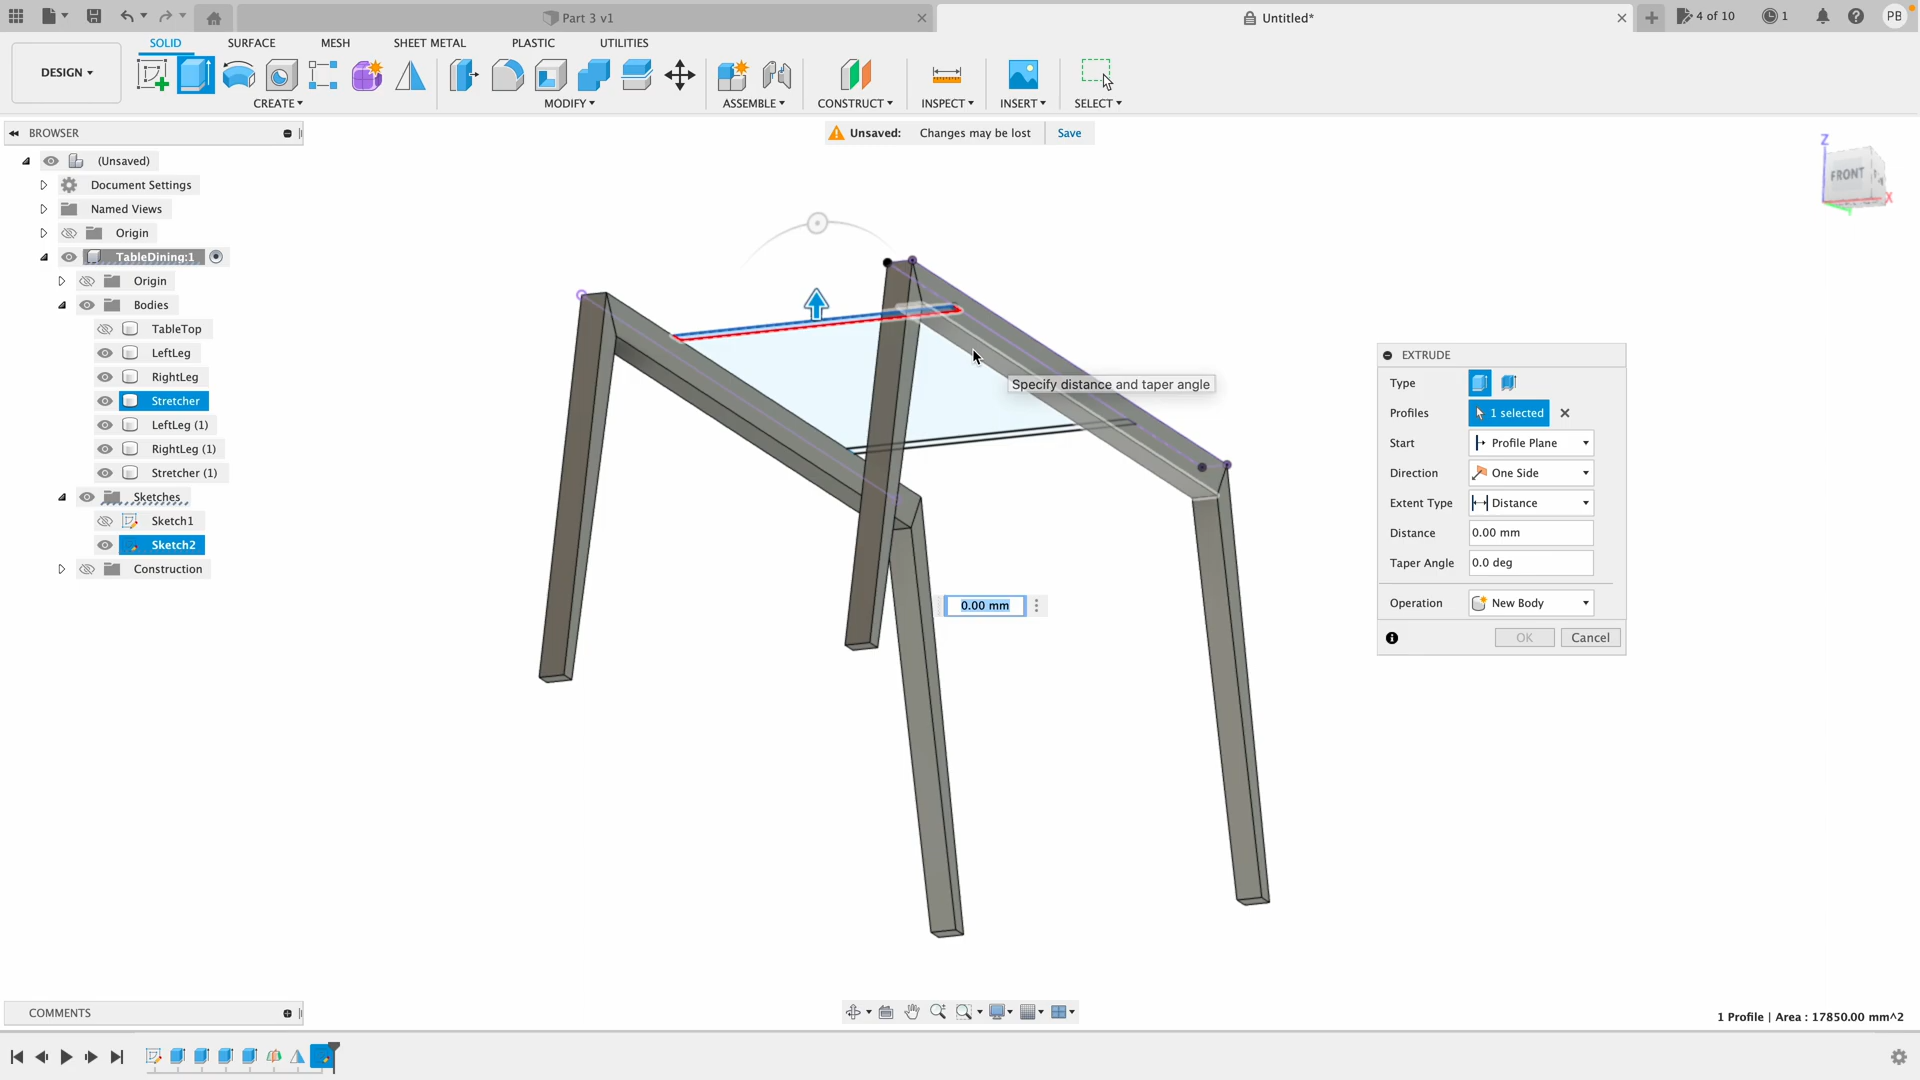 Part 3 v1
Untitled*
4 of 10
1
PB
DESIGN
SOLID
SURFACE
MESH
SHEET METAL
PLASTIC
UTILITIES
CREATE
MODIFY
ASSEMBLE
CONSTRUCT
INSPECT
INSERT
SELECT
BROWSER
Unsaved: Changes may be lost Save
(Unsaved)
Document Settings
Named Views
Origin
TableDining:1
Origin
Bodies
TableTop
LeftLeg
RightLeg
Stretcher
LeftLeg (1)
RightLeg (1)
Stretcher (1)
Sketches
Sketch1
Sketch2
Construction
Z
FRONT
X
Specify distance and taper angle
0.00 mm
EXTRUDE
Type
Profiles 1 selected
Start Profile Plane
Direction One Side
Extent Type Distance
Distance 0.00 mm
Taper Angle 0.0 deg
Operation New Body
OK Cancel
COMMENTS
1 Profile | Area : 17850.00 mm^2